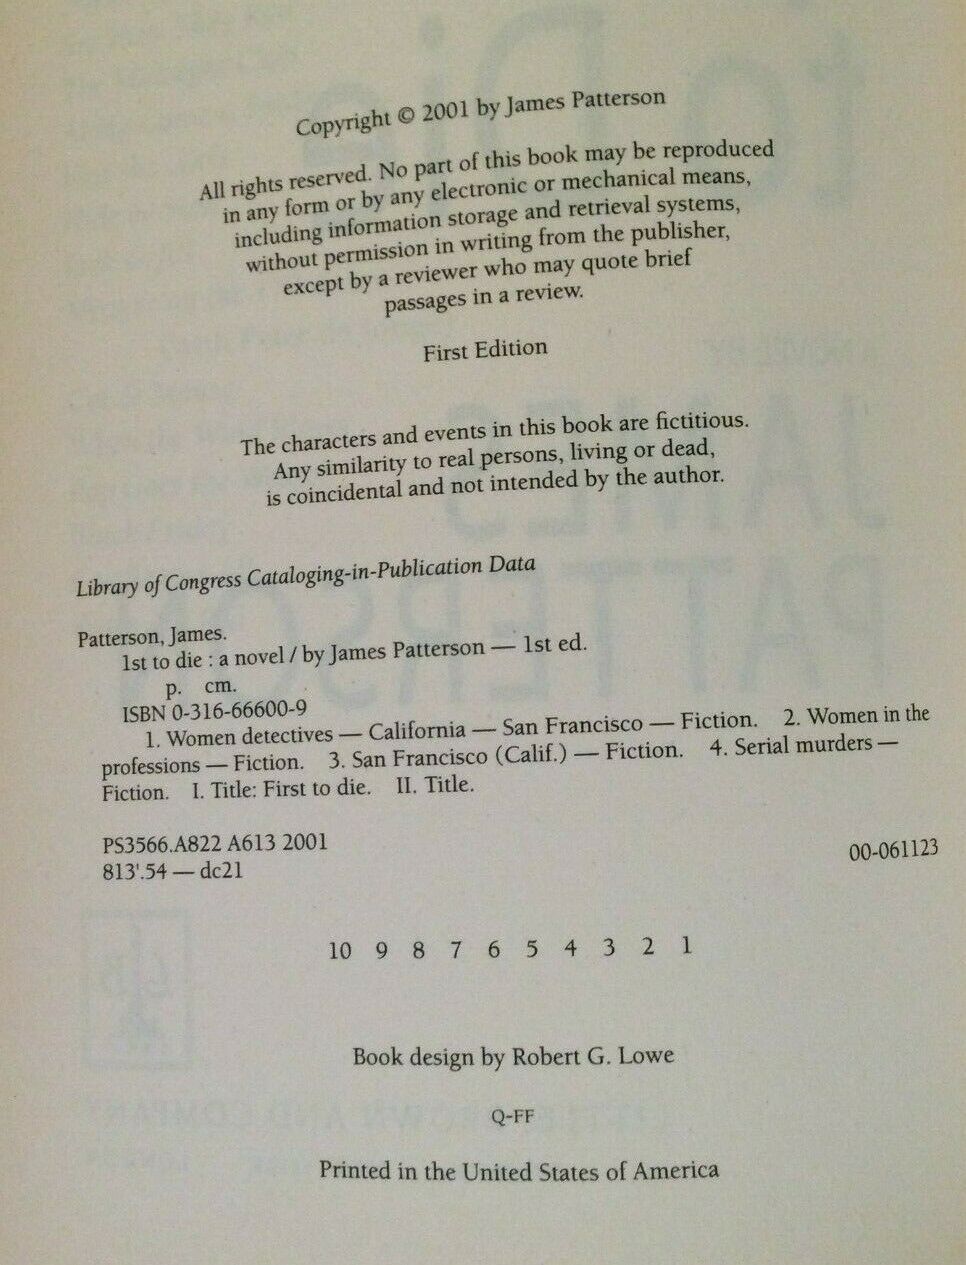 Copyright © 2001 by James Patterson
All rights reserved. No part of this book may be reproduced
in any form or by any electronic or mechanical means,
including information storage and retrieval systems,
without permission in writing from the publisher,
except by a reviewer who may quote brief
passages in a review.
First Edition
The characters and events in this book are fictitious.
Any similarity to real persons, living or dead,
is coincidental and not intended by the author.
Library of Congress Cataloging-in-Publication Data
Patterson, James.
1st to die : a novel / by James Patterson — 1st ed.
p. cm.
ISBN 0-316-66600-9
1. Women detectives — California — San Francisco — Fiction. 2. Women in the
professions — Fiction. 3. San Francisco (Calif.) — Fiction. 4. Serial murders —
Fiction. I. Title: First to die. II. Title.
PS3566.A822 A613 2001
813'.54 — dc21 00-061123
10 9 8 7 6 5 4 3 2 1
Book design by Robert G. Lowe
Q-FF
Printed in the United States of America